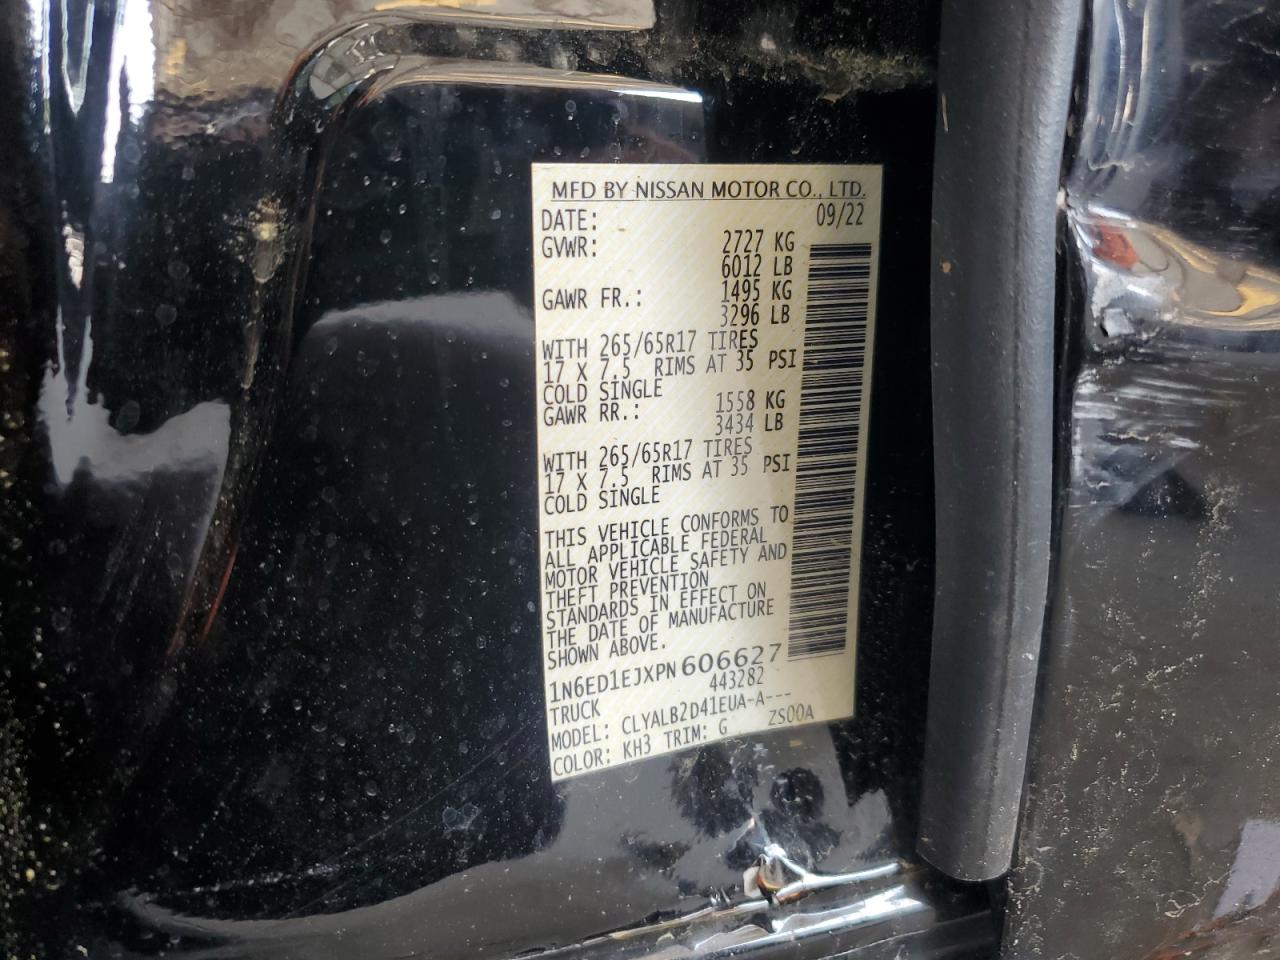 MFD BY NISSAN MOTOR CO., LTD.
DATE: 09/22
GVWR: 2727 KG
6012 LB
GAWR FR.: 1495 KG
3296 LB
WITH 265/65R17 TIRES
17 X 7.5 RIMS AT 35 PSI
COLD SINGLE
GAWR RR.: 1558 KG
3434 LB
WITH 265/65R17 TIRES
17 X 7.5 RIMS AT 35 PSI
COLD SINGLE
THIS VEHICLE CONFORMS TO
ALL APPLICABLE FEDERAL
MOTOR VEHICLE SAFETY AND
THEFT PREVENTION
STANDARDS IN EFFECT ON
THE DATE OF MANUFACTURE
SHOWN ABOVE.
1N6ED1EJXPN606627
TRUCK 443282
MODEL: CLYALB2D41EUA-A---
COLOR: KH3 TRIM: G ZS00A